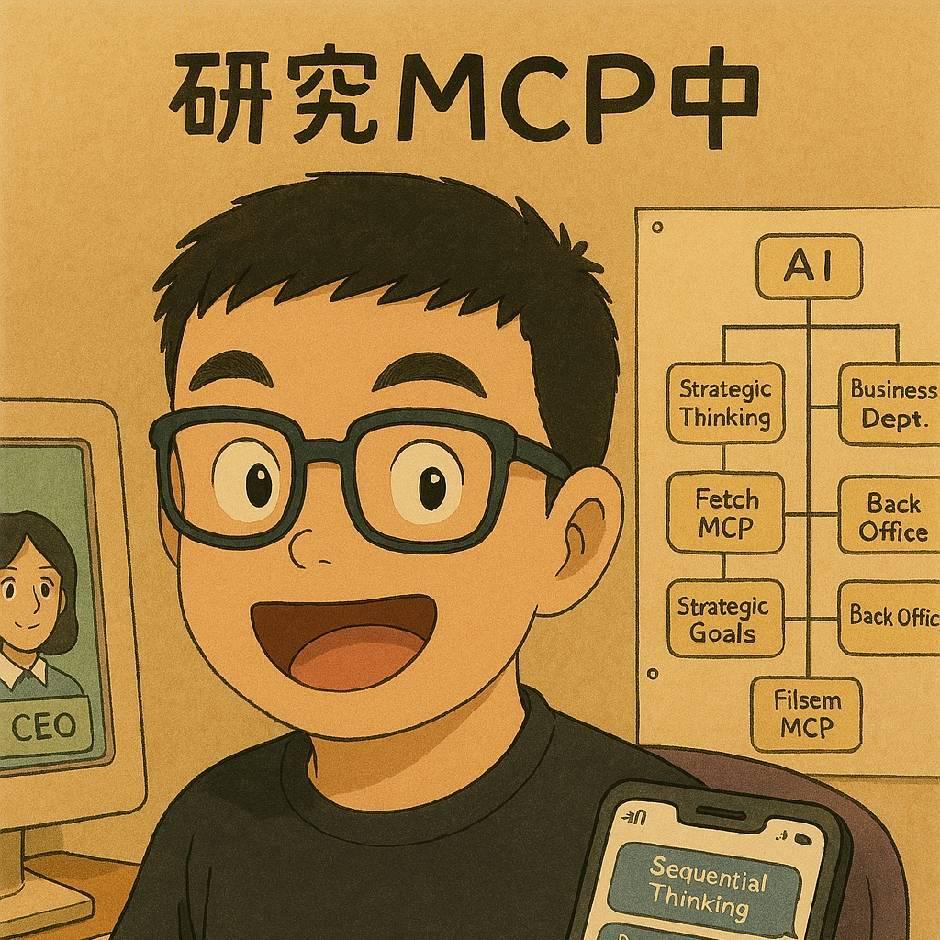 研究MCP中
AI
Strategic
Thinking
Business
Dept.
Fetch
MCP
Back
Office
Strategic
Goals
Back Offic
Filsem
MCP
CEO
Sequential
Thinking